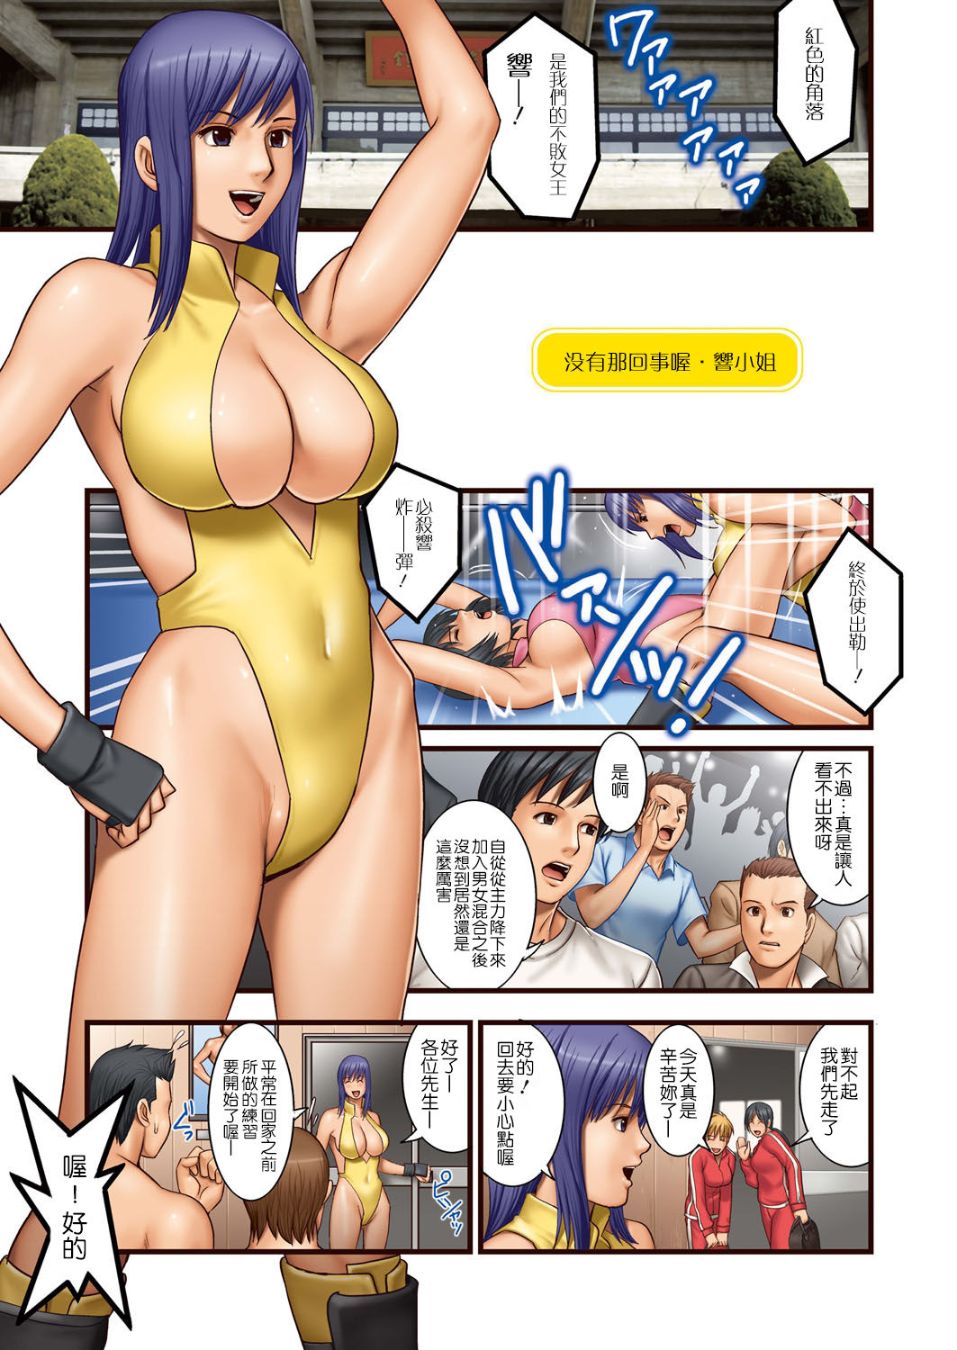 紅色的角落
ワァァァァァァ
是我們的不敗女王
響——！
没有那回事喔・響小姐
終於使出勒—！
必殺響
炸——彈！
バァァンッ！
不過…真是讓人
看不出來呀
是啊
自從從主力降下來
加入男女混合之後
沒想到居然還是
這麼厲害
對不起
我們先走了
今天真是
辛苦妳了—
好的！
回去要小心點喔
好了—
各位先生—
平常在回家之前
所做的練習
要開始了喔—
喔！好的